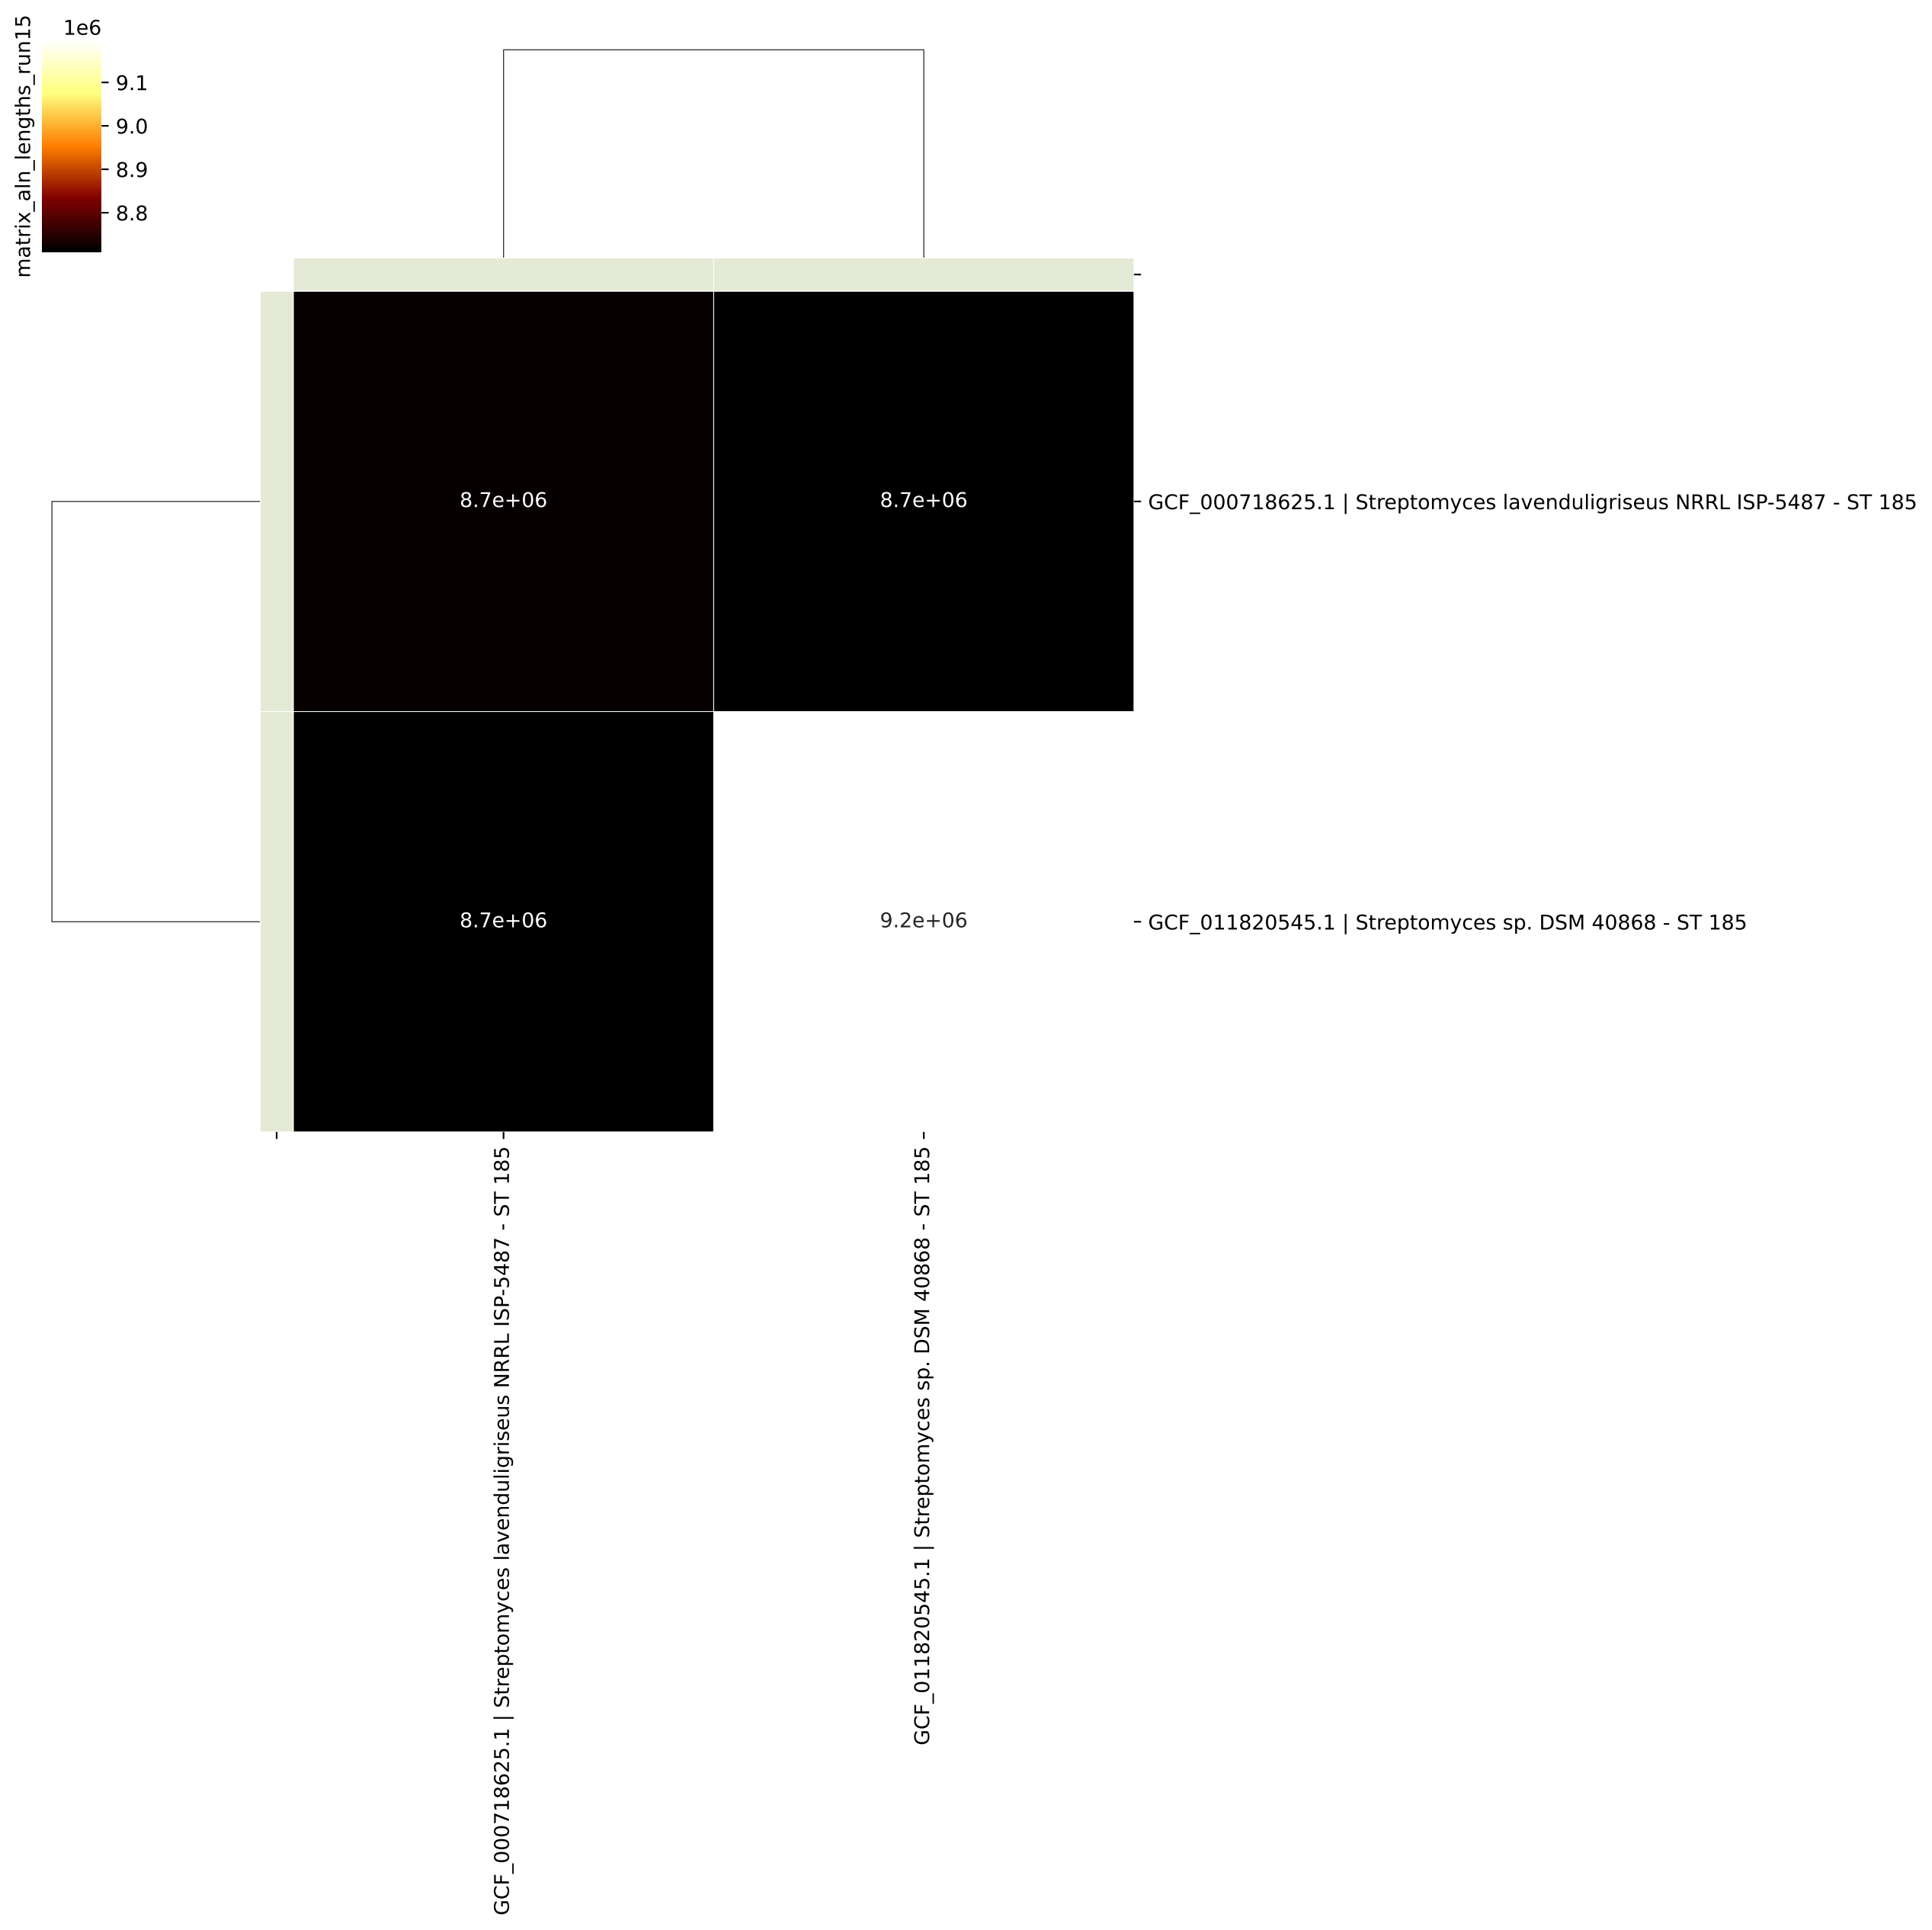 matrix_aln_lengths_run15
1e6
9.1
9.0
8.9
8.8
8.7e+06 8.7e+06
GCF_000718625.1 | Streptomyces lavenduligriseus NRRL ISP-5487 - ST 185
8.7e+06 9.2e+06
GCF_011820545.1 | Streptomyces sp. DSM 40868 - ST 185
GCF_000718625.1 | Streptomyces lavenduligriseus NRRL ISP-5487 - ST 185
GCF_011820545.1 | Streptomyces sp. DSM 40868 - ST 185